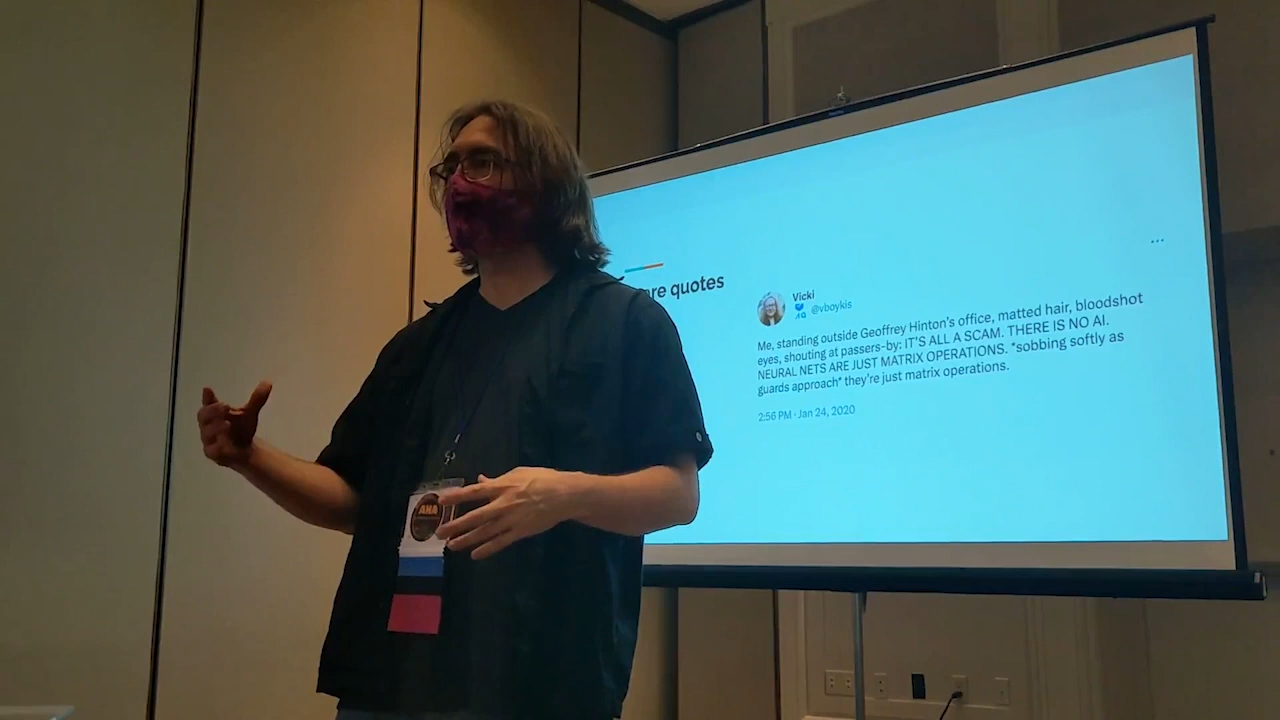 quotes
Vicki
@vboykis
Me, standing outside Geoffrey Hinton's office, matted hair, bloodshot
eyes, shouting at passers-by: IT'S ALL A SCAM. THERE IS NO AI.
NEURAL NETS ARE JUST MATRIX OPERATIONS. *sobbing softly as
guards approach* they're just matrix operations.
2:56 PM · Jan 24, 2020
AHA